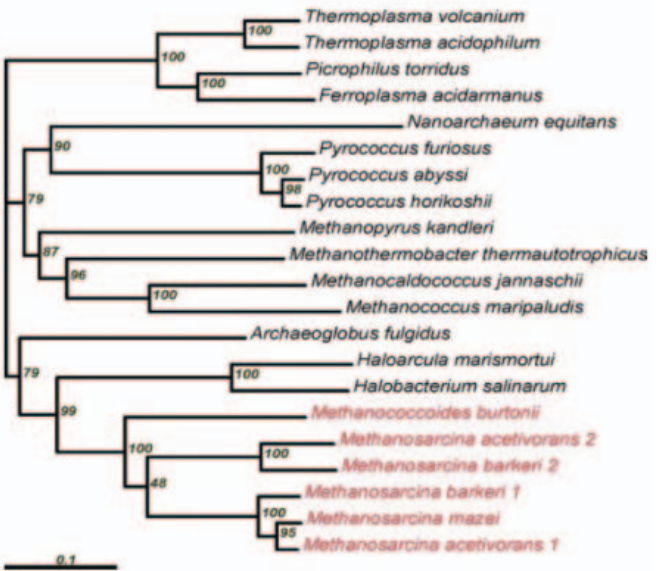 Thermoplasma volcanium
100
Thermoplasma acidophilum
100
Picrophilus torridus
100
Ferroplasma acidarmanus
Nanoarchaeum equitans
90
Pyrococcus furiosus
100
Pyrococcus abyssi
98
Pyrococcus horikoshii
79
Methanopyrus kandleri
87
Methanothermobacter thermautotrophicus
96
Methanocaldococcus jannaschii
100
Methanococcus maripaludis
Archaeoglobus fulgidus
79
Haloarcula marismortui
100
Halobacterium salinarum
99
Methanococcoides burtonii
100
Methanosarcina acetivorans 2
100
Methanosarcina barkeri 2
48
Methanosarcina barkeri 1
100
Methanosarcina mazei
95
Methanosarcina acetivorans 1
0.1